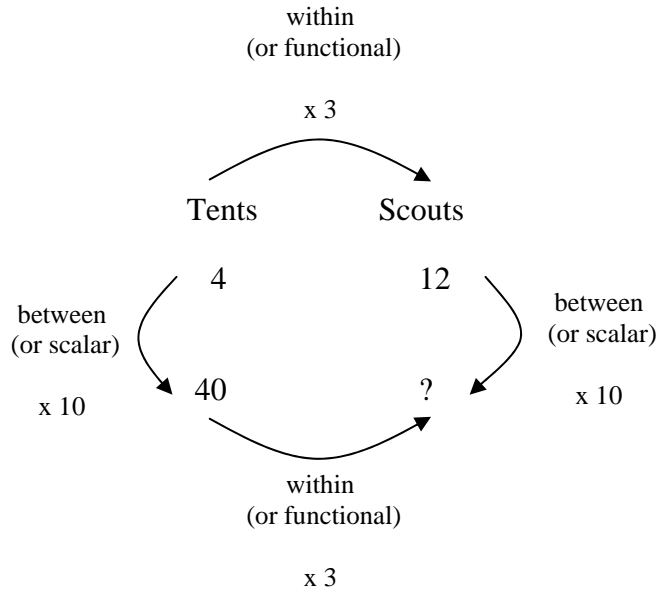 within
(or functional)
x 3
Tents Scouts
4 12
between
(or scalar)
x 10
between
(or scalar)
x 10
40 ?
within
(or functional)
x 3